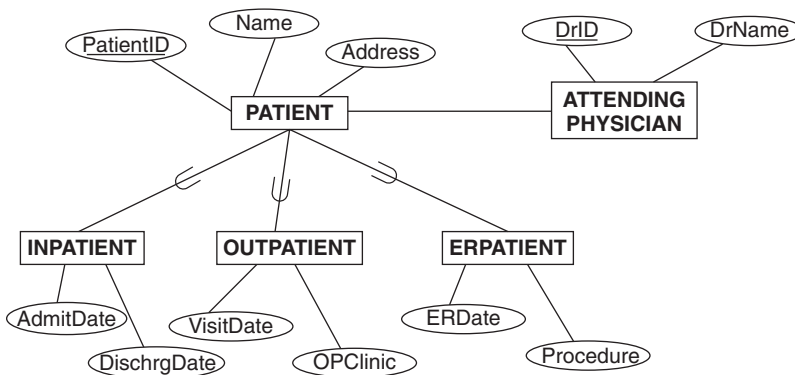 Name
DrID
DrName
PatientID
Address
PATIENT
ATTENDING
PHYSICIAN
INPATIENT
OUTPATIENT
ERPATIENT
AdmitDate
VisitDate
ERDate
DischrgDate
OPClinic
Procedure